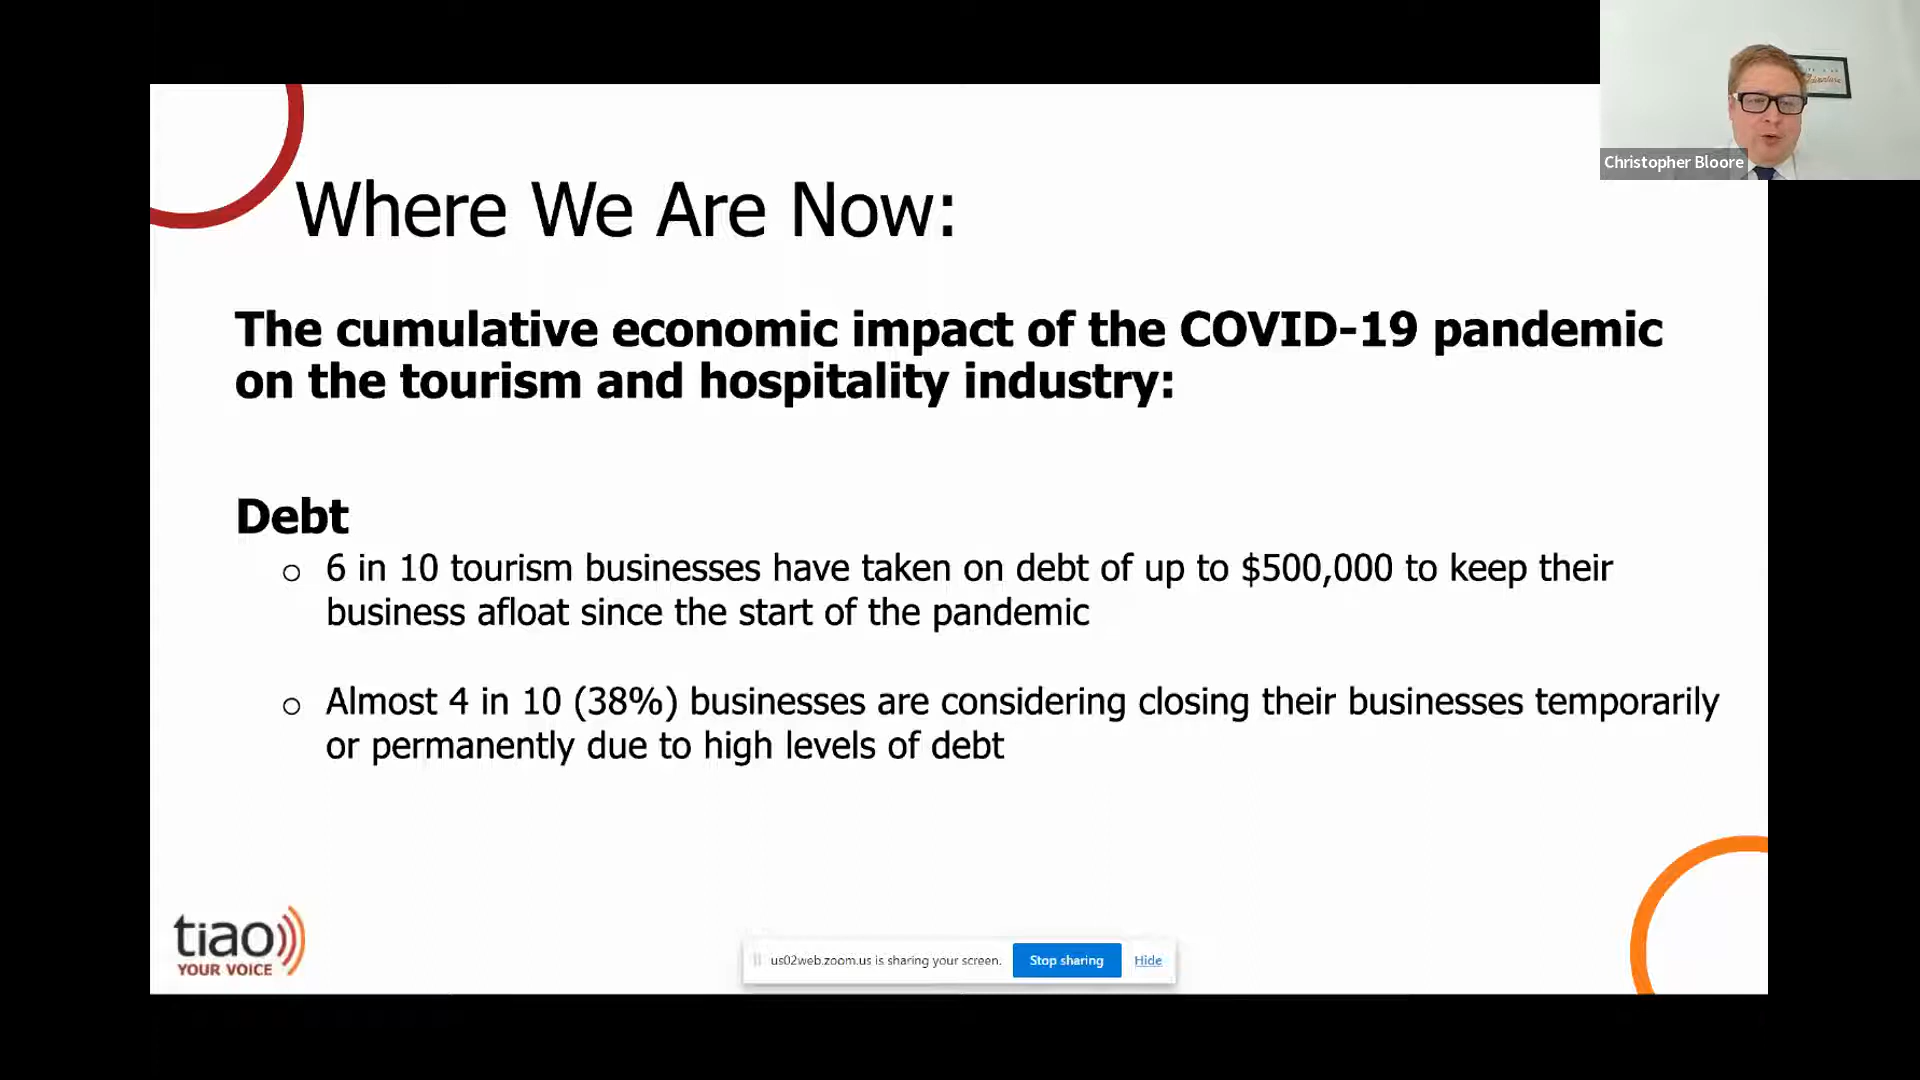 Where We Are Now:
The cumulative economic impact of the COVID-19 pandemic
on the tourism and hospitality industry:
Debt
o 6 in 10 tourism businesses have taken on debt of up to $500,000 to keep their
business afloat since the start of the pandemic
o Almost 4 in 10 (38%) businesses are considering closing their businesses temporarily
or permanently due to high levels of debt
tiao
YOUR VOICE
us02web.zoom.us is sharing your screen. Stop sharing Hide
Christopher Bloore